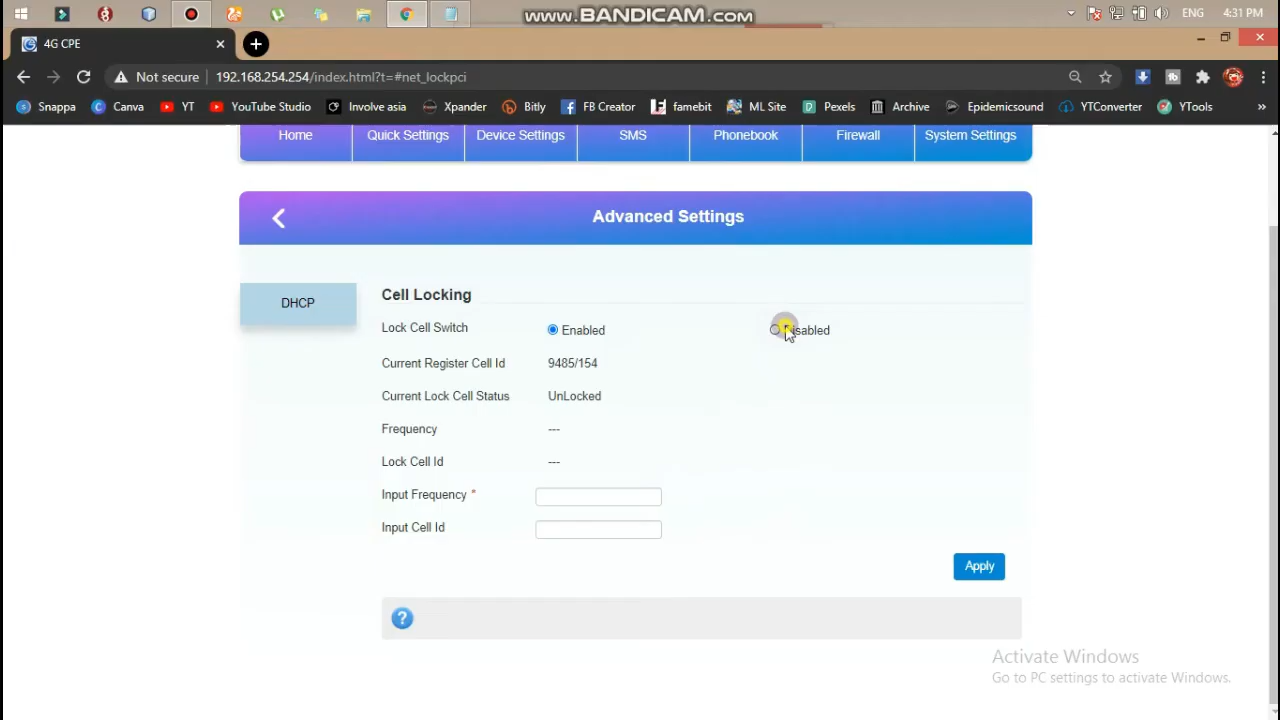 www.BANDICAM.com
ENG 4:31 PM
4G CPE
Not secure 192.168.254.254/index.html?t=#net_lockpci
Snappa Canva YT YouTube Studio Involve asia Xpander Bitly FB Creator famebit ML Site Pexels Archive Epidemicsound YTConverter YTools »
Home Quick Settings Device Settings SMS Phonebook Firewall System Settings
Advanced Settings
DHCP
Cell Locking
Lock Cell Switch Enabled Disabled
Current Register Cell Id 9485/154
Current Lock Cell Status UnLocked
Frequency ---
Lock Cell Id ---
Input Frequency *
Input Cell Id
Apply
?
Activate Windows
Go to PC settings to activate Windows.